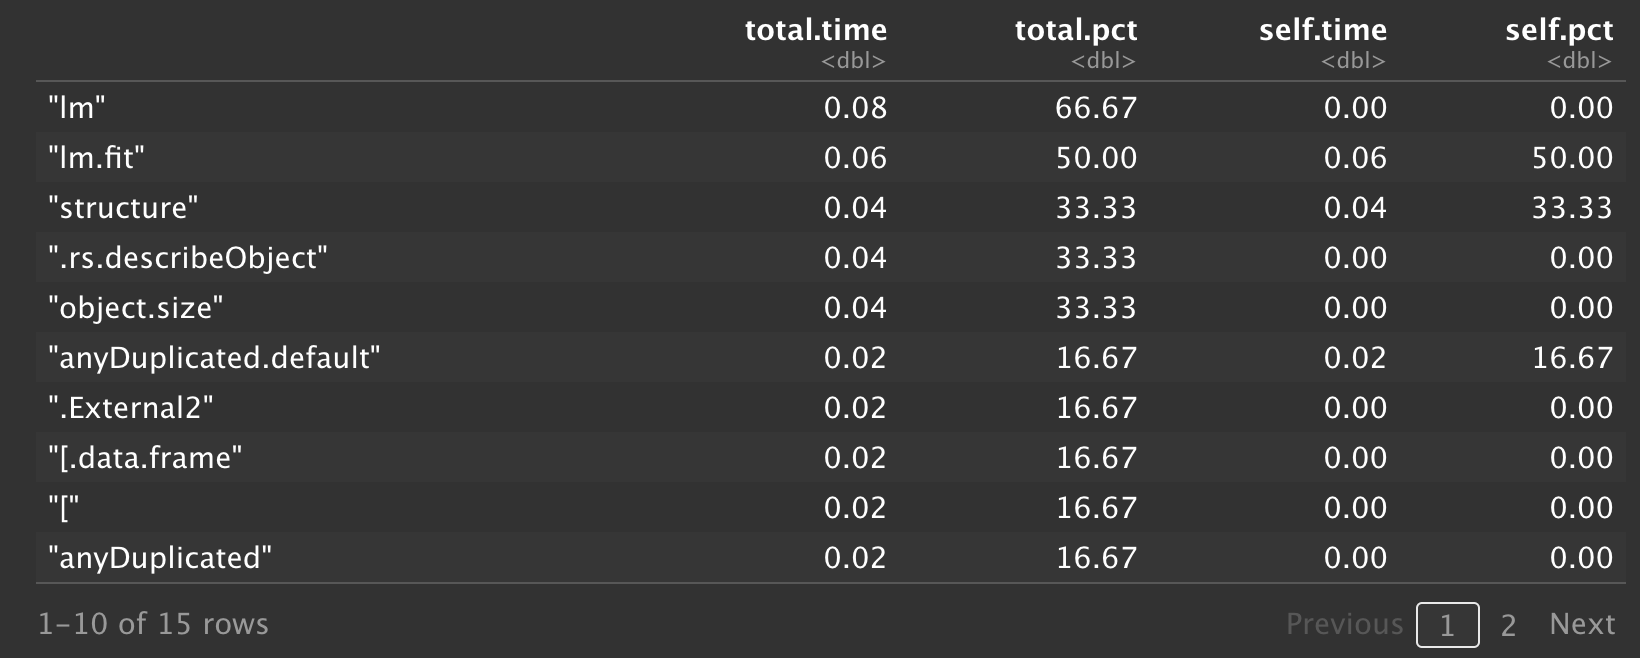 total.time total.pct self.time self.pct
<dbl> <dbl> <dbl> <dbl>
"lm" 0.08 66.67 0.00 0.00
"lm.fit" 0.06 50.00 0.06 50.00
"structure" 0.04 33.33 0.04 33.33
".rs.describeObject" 0.04 33.33 0.00 0.00
"object.size" 0.04 33.33 0.00 0.00
"anyDuplicated.default" 0.02 16.67 0.02 16.67
".External2" 0.02 16.67 0.00 0.00
"[.data.frame" 0.02 16.67 0.00 0.00
"[" 0.02 16.67 0.00 0.00
"anyDuplicated" 0.02 16.67 0.00 0.00
1-10 of 15 rows Previous 1 2 Next